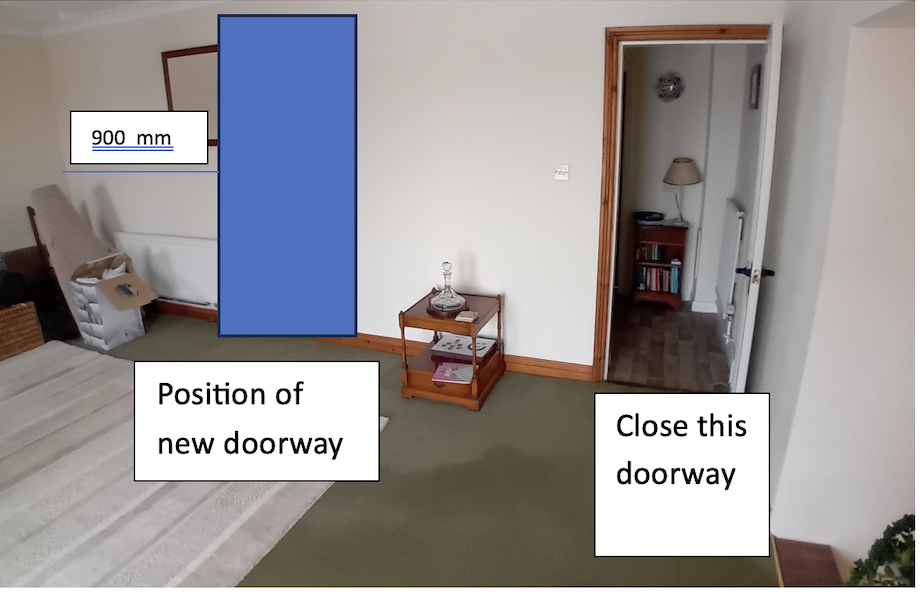 900 mm
Position of
new doorway
Close this
doorway